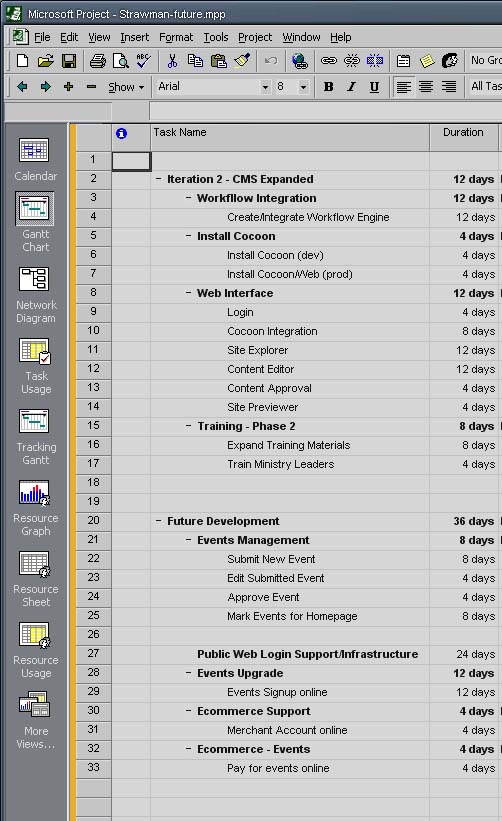 Microsoft Project - Strawman-future.mpp
File Edit View Insert Format Tools Project Window Help
No Gro
Show Arial 8 B I U All Tas
Task Name Duration
1
2 Iteration 2 - CMS Expanded 12 days
3 Workfllow Integration 12 days
4 Create/Integrate Workflow Engine 12 days
5 Install Cocoon 4 days
6 Install Cocoon (dev) 4 days
7 Install Cocoon/Web (prod) 4 days
8 Web Interface 12 days
9 Login 4 days
10 Cocoon Integration 8 days
11 Site Explorer 12 days
12 Content Editor 12 days
13 Content Approval 4 days
14 Site Previewer 4 days
15 Training - Phase 2 8 days
16 Expand Training Materials 8 days
17 Train Ministry Leaders 4 days
18
19
20 Future Development 36 days
21 Events Management 8 days
22 Submit New Event 8 days
23 Edit Submitted Event 4 days
24 Approve Event 4 days
25 Mark Events for Homepage 8 days
26
27 Public Web Login Support/Infrastructure 24 days
28 Events Upgrade 12 days
29 Events Signup online 12 days
30 Ecommerce Support 4 days
31 Merchant Account online 4 days
32 Ecommerce - Events 4 days
33 Pay for events online 4 days
Calendar
Gantt
Chart
Network
Diagram
Task
Usage
Tracking
Gantt
Resource
Graph
Resource
Sheet
Resource
Usage
More
Views...